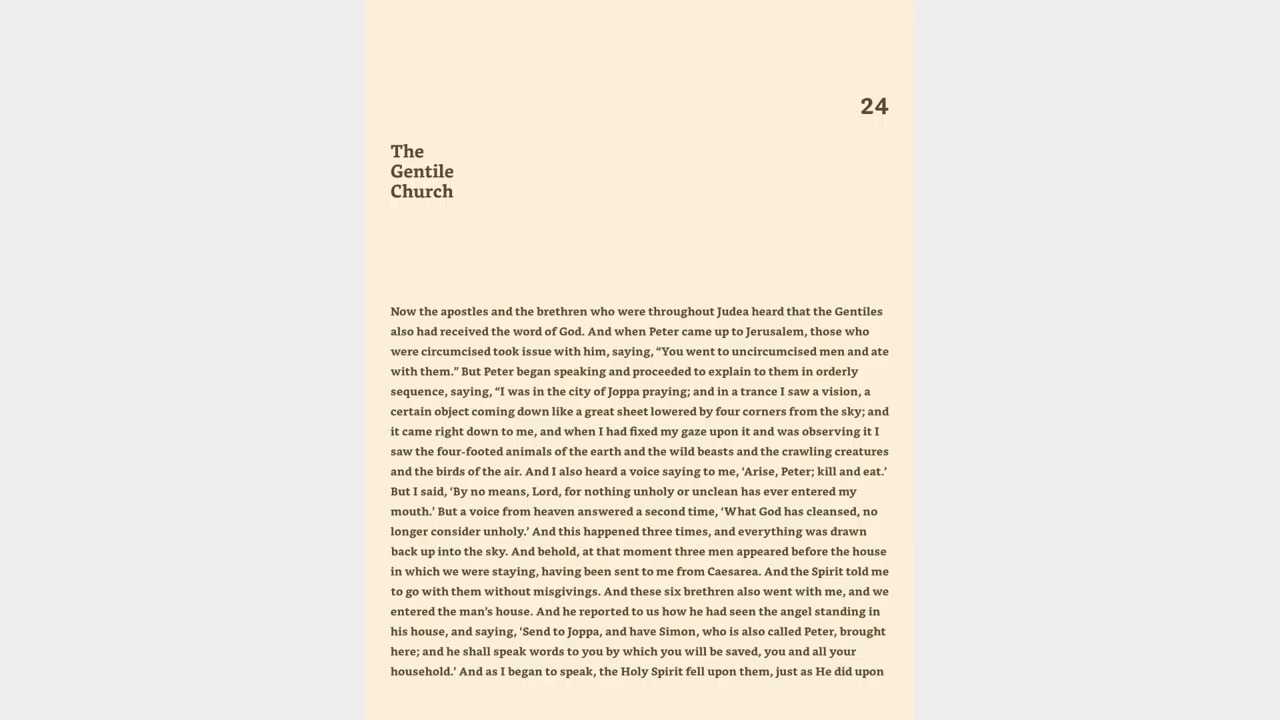 24
The
Gentile
Church
Now the apostles and the brethren who were throughout Judea heard that the Gentiles
also had received the word of God. And when Peter came up to Jerusalem, those who
were circumcised took issue with him, saying, “You went to uncircumcised men and ate
with them.” But Peter began speaking and proceeded to explain to them in orderly
sequence, saying, “I was in the city of Joppa praying; and in a trance I saw a vision, a
certain object coming down like a great sheet lowered by four corners from the sky; and
it came right down to me, and when I had fixed my gaze upon it and was observing it I
saw the four-footed animals of the earth and the wild beasts and the crawling creatures
and the birds of the air. And I also heard a voice saying to me, ‘Arise, Peter; kill and eat.’
But I said, ‘By no means, Lord, for nothing unholy or unclean has ever entered my
mouth.’ But a voice from heaven answered a second time, ‘What God has cleansed, no
longer consider unholy.’ And this happened three times, and everything was drawn
back up into the sky. And behold, at that moment three men appeared before the house
in which we were staying, having been sent to me from Caesarea. And the Spirit told me
to go with them without misgivings. And these six brethren also went with me, and we
entered the man’s house. And he reported to us how he had seen the angel standing in
his house, and saying, ‘Send to Joppa, and have Simon, who is also called Peter, brought
here; and he shall speak words to you by which you will be saved, you and all your
household.’ And as I began to speak, the Holy Spirit fell upon them, just as He did upon